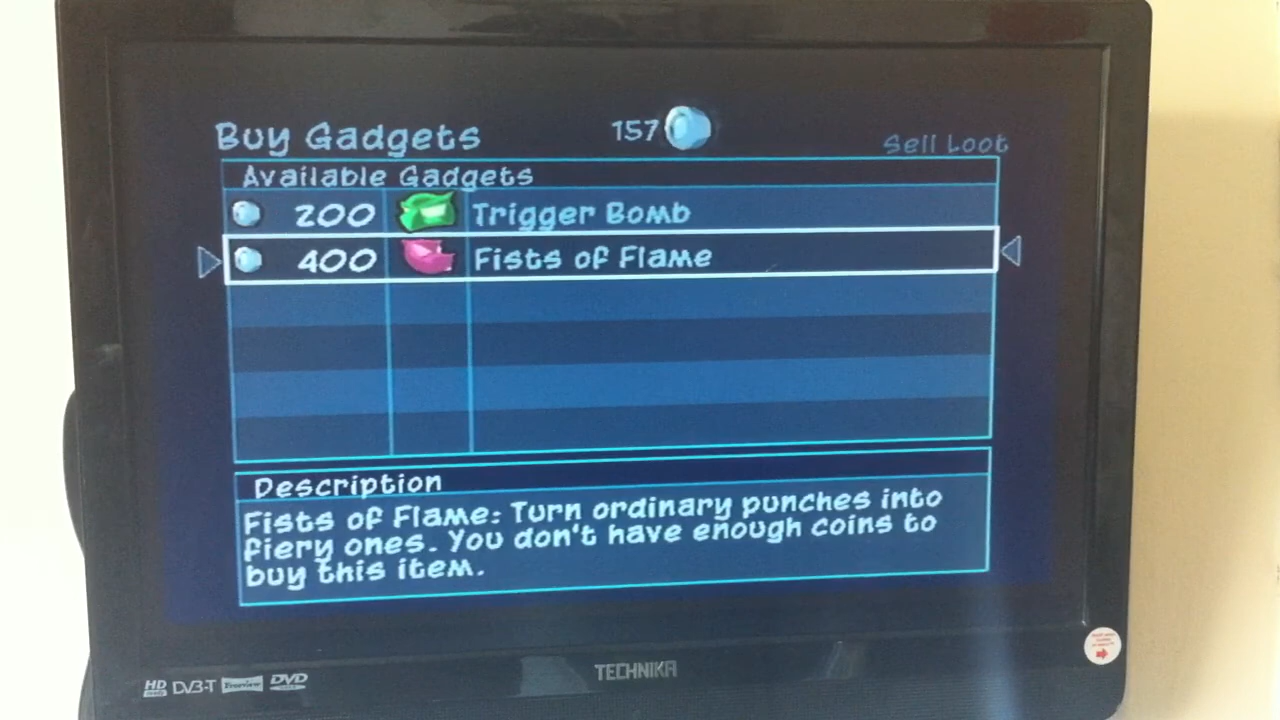 Buy Gadgets
157
Sell Loot
Available Gadgets
200 Trigger Bomb
400 Fists of Flame
Description
Fists of Flame: Turn ordinary punches into
fiery ones. You don't have enough coins to
buy this item.
TECHNIKA
HD DVB-T Freeview DVD